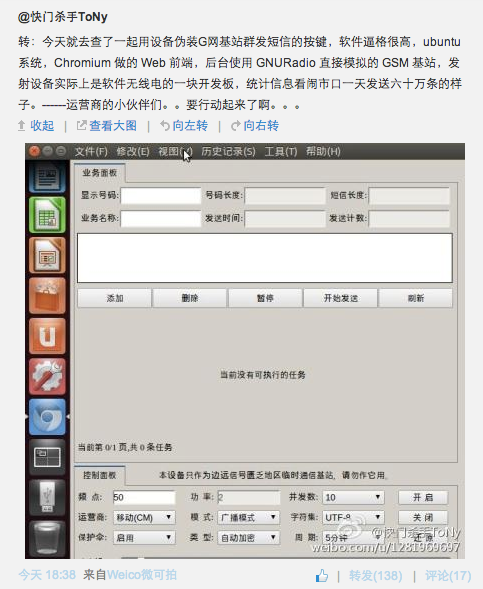 @快门杀手ToNy
转：今天就去查了一起用设备伪装G网基站群发短信的按键，软件逼格很高，ubuntu
系统，Chromium 做的 Web 前端，后台使用 GNURadio 直接模拟的 GSM 基站，发
射设备实际上是软件无线电的一块开发板，统计信息看闹市口一天发送六十万条的样
子。------运营商的小伙伴们。。要行动起来了啊。。。
收起 | 查看大图 | 向左转 | 向右转
文件(F) 修改(E) 视图(V) 历史记录(S) 工具(T) 帮助(H)
业务面板
显示号码: 号码长度: 短信长度:
业务名称: 发送时间: 发送计数:
添加 删除 暂停 开始发送 刷新
当前没有可执行的任务
当前第 0/1 页,共 0 条任务
控制面板 本设备只作为边远信号匮乏地区临时通信基站，请勿作它用。
频 点: 50 功 率: 2 并发数: 10 开 启
运营商: 移动(CM) 模 式: 广播模式 字符集: UTF-8 关 闭
保护伞: 启用 类 型: 自动加密 周 期: 5分钟 还 原
@快门杀手ToNy
weibo.com/u/1281969697
今天 18:38 来自Weico微可拍 转发(138) | 评论(17)